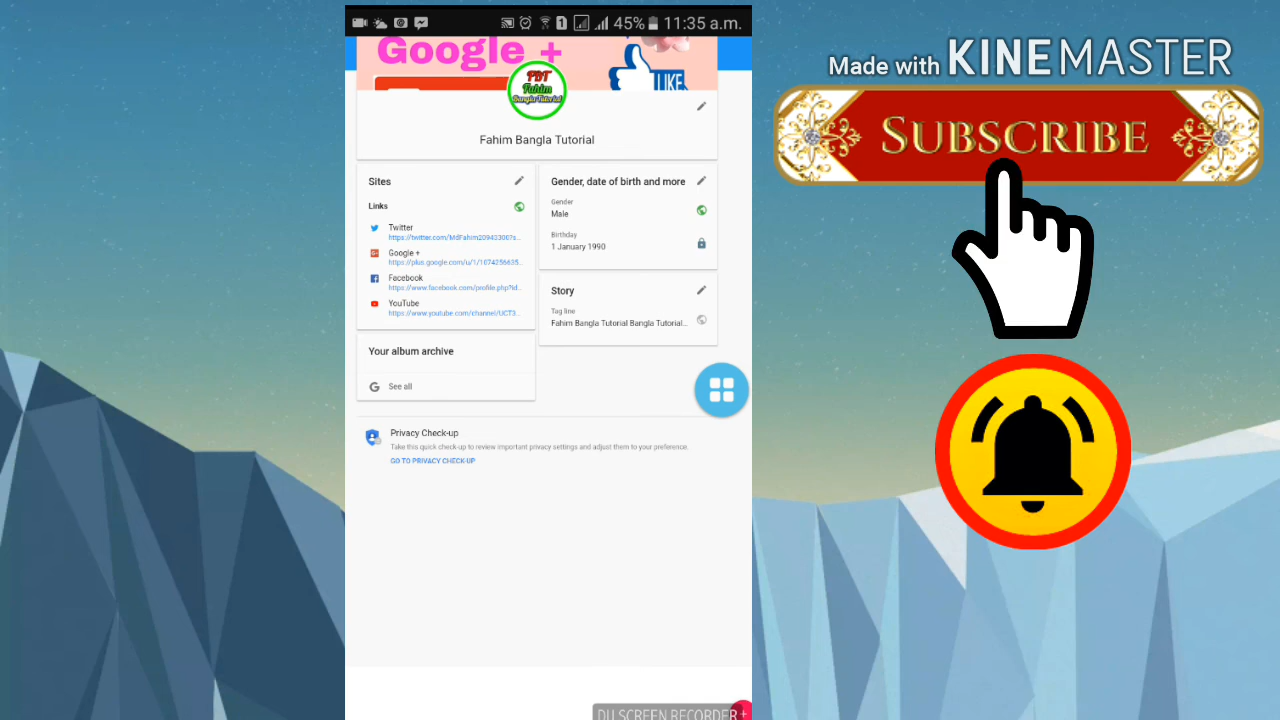 45% 11:35 a.m.
Google +
LIKE
FBT
Fahim
Bangla Tutorial
Fahim Bangla Tutorial
Sites
Links
Twitter
https://twitter.com/MdFahim20940300?s...
Google +
https://plus.google.com/u/1/1074256635...
Facebook
https://www.facebook.com/profile.php?id...
YouTube
https://www.youtube.com/channel/UCT3...
Your album archive
G See all
Gender, date of birth and more
Gender
Male
Birthday
1 January 1990
Story
Tag line
Fahim Bangla Tutorial Bangla Tutorial...
Privacy Check-up
Take this quick check-up to review important privacy settings and adjust them to your preference.
GO TO PRIVACY CHECK-UP
DU SCREEN RECORDER +
Made with KINEMASTER
SUBSCRIBE